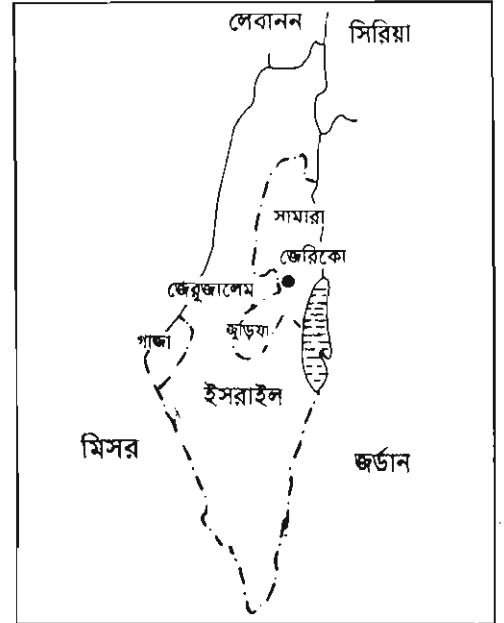 লেবানন
সিরিয়া
সামারা
জেরিকো
জেরুজালেম
জুডিয়া
গাজা
ইসরাইল
মিসর
জর্ডান